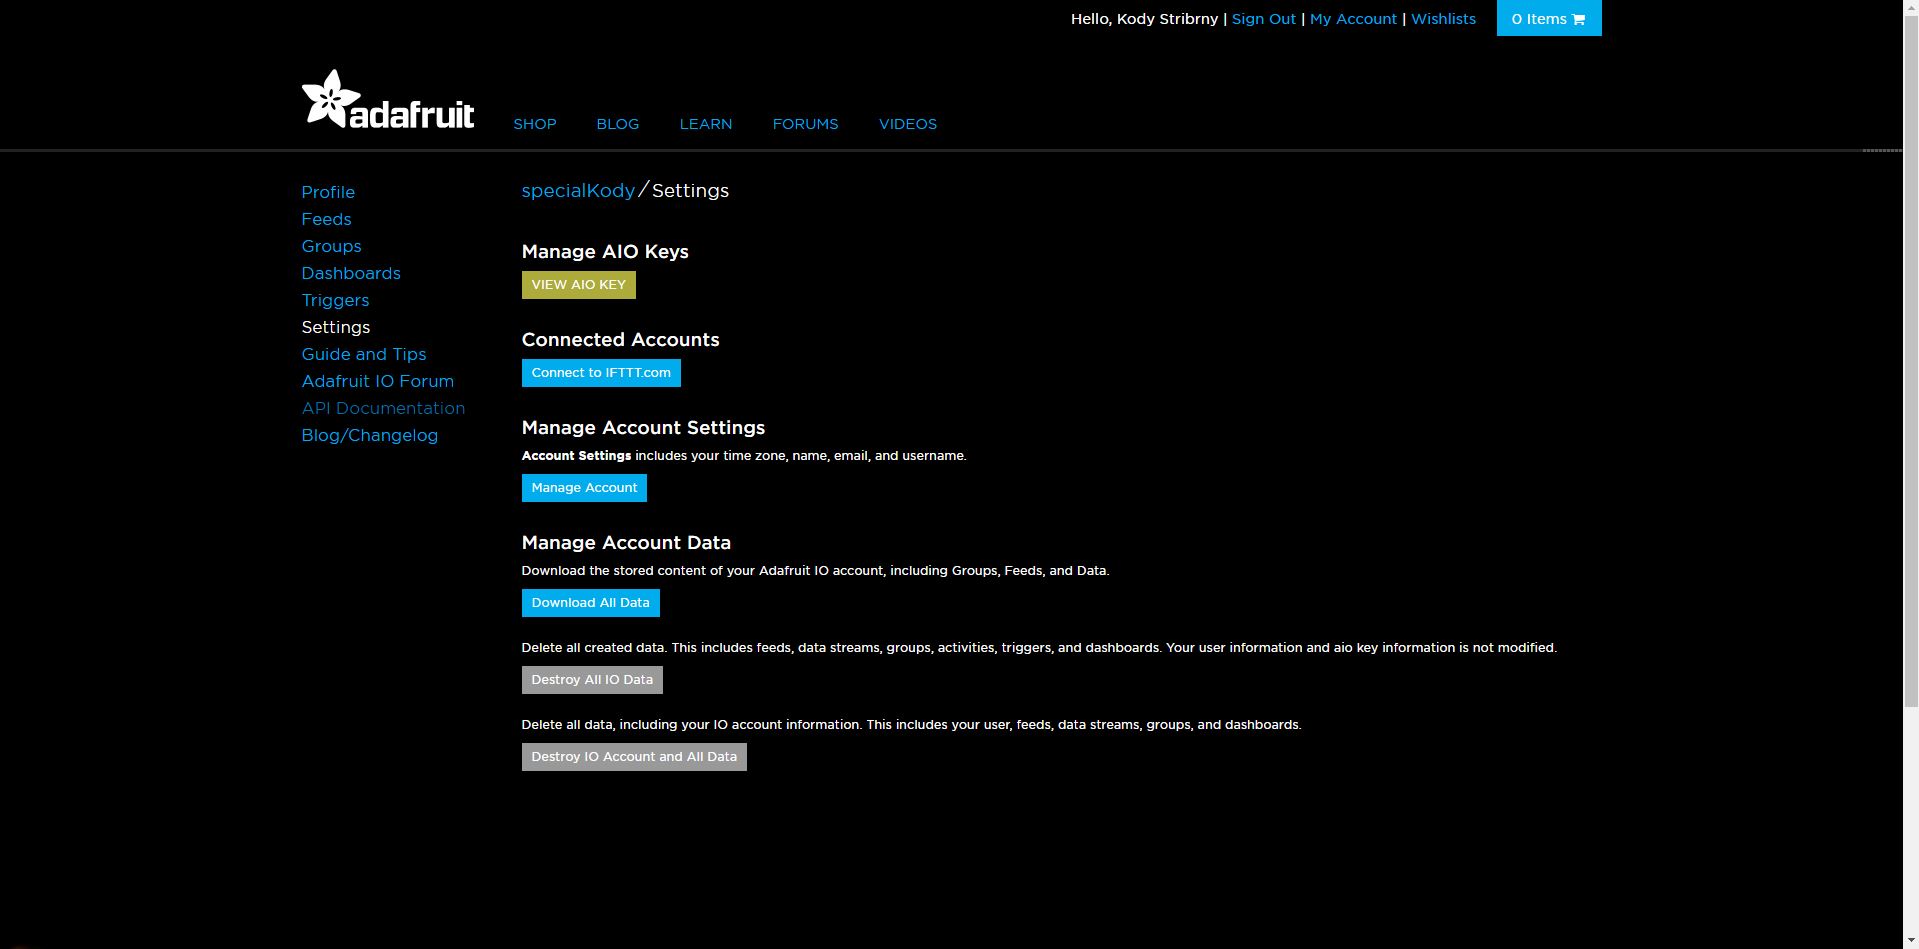 Hello, Kody Stribrny | Sign Out | My Account | Wishlists 0 Items
adafruit SHOP BLOG LEARN FORUMS VIDEOS
Profile
Feeds
Groups
Dashboards
Triggers
Settings
Guide and Tips
Adafruit IO Forum
API Documentation
Blog/Changelog
specialKody/Settings
Manage AIO Keys
VIEW AIO KEY
Connected Accounts
Connect to IFTTT.com
Manage Account Settings
Account Settings includes your time zone, name, email, and username.
Manage Account
Manage Account Data
Download the stored content of your Adafruit IO account, including Groups, Feeds, and Data.
Download All Data
Delete all created data. This includes feeds, data streams, groups, activities, triggers, and dashboards. Your user information and aio key information is not modified.
Destroy All IO Data
Delete all data, including your IO account information. This includes your user, feeds, data streams, groups, and dashboards.
Destroy IO Account and All Data